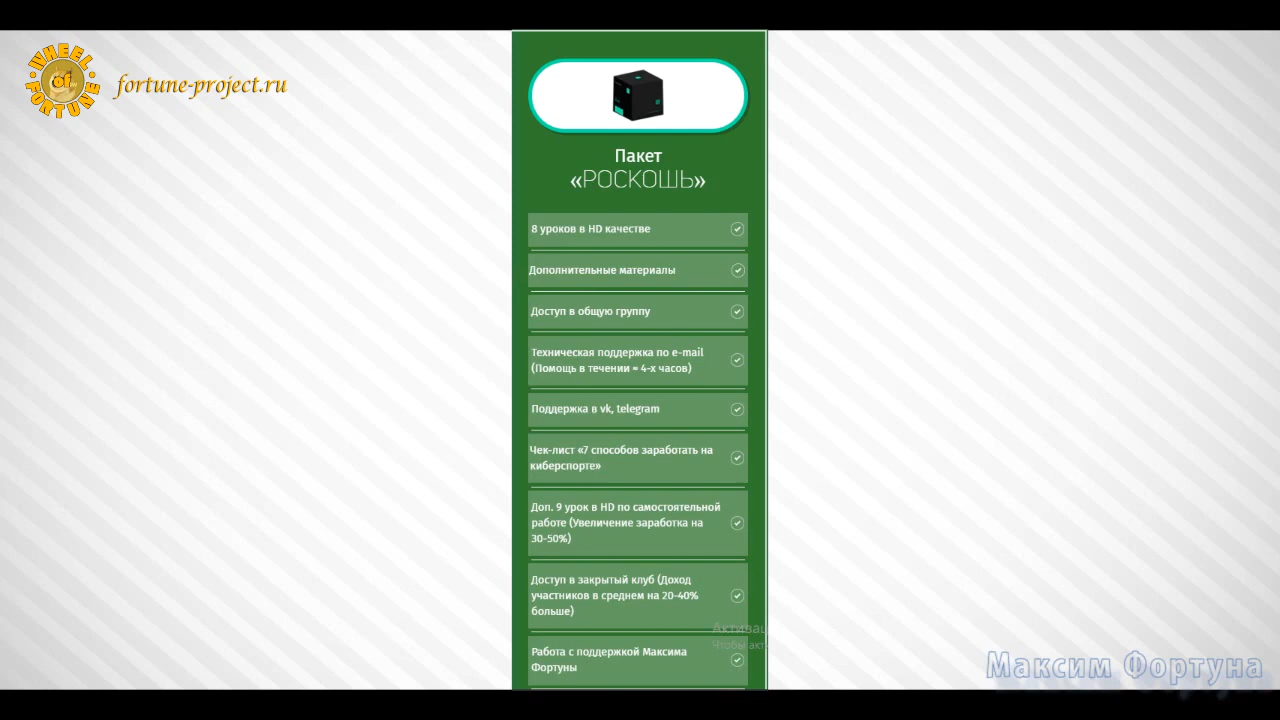 WHEEL
of
FORTUNE
fortune-project.ru
Пакет
«РОСКОШЬ»
8 уроков в HD качестве
Дополнительные материалы
Доступ в общую группу
Техническая поддержка по e-mail
(Помощь в течении ≈ 4-х часов)
Поддержка в vk, telegram
Чек-лист «7 способов заработать на
киберспорте»
Доп. 9 урок в HD по самостоятельной
работе (Увеличение заработка на
30-50%)
Доступ в закрытый клуб (Доход
участников в среднем на 20-40%
больше)
Активац
Чтобы акт
Работа с поддержкой Максима
Фортуны
Максим Фортуна